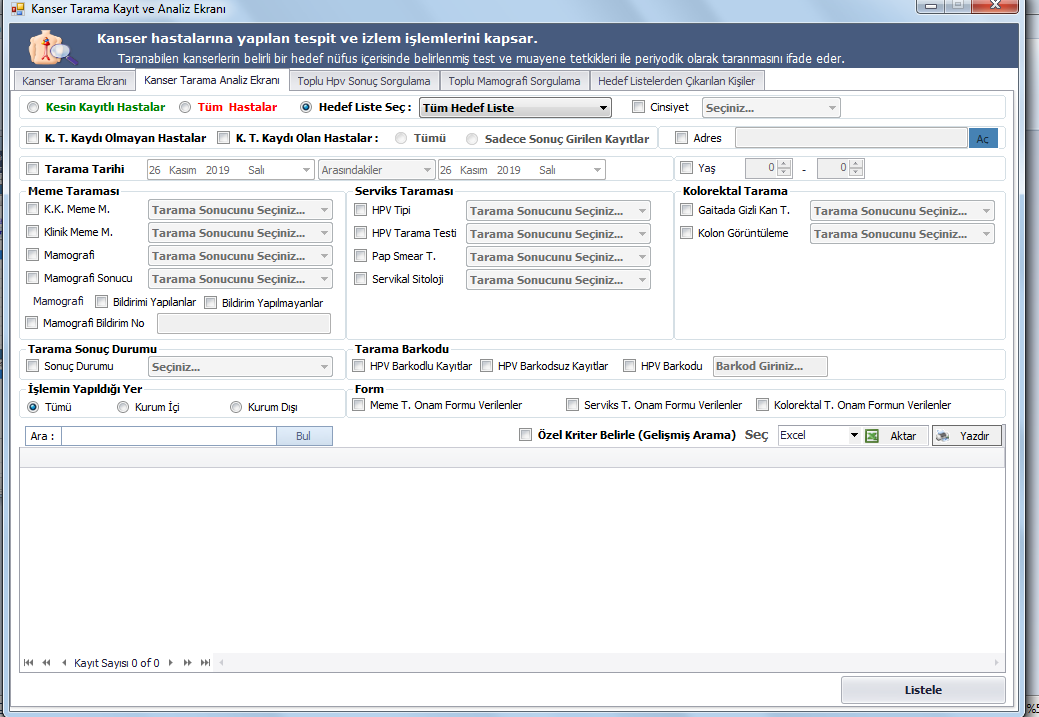 Kanser Tarama Kayıt ve Analiz Ekranı
Kanser hastalarına yapılan tespit ve izlem işlemlerini kapsar.
Taranabilen kanserlerin belirli bir hedef nüfus içerisinde belirlenmiş test ve muayene tetkikleri ile periyodik olarak taranmasını ifade eder.
Kanser Tarama Ekranı Kanser Tarama Analiz Ekranı Toplu Hpv Sonuç Sorgulama Toplu Mamografi Sorgulama Hedef Listelerden Çıkarılan Kişiler
Kesin Kayıtlı Hastalar Tüm Hastalar Hedef Liste Seç : Tüm Hedef Liste Cinsiyet Seçiniz...
K. T. Kaydı Olmayan Hastalar K. T. Kaydı Olan Hastalar : Tümü Sadece Sonuç Girilen Kayıtlar Adres Aç
Tarama Tarihi 26 Kasım 2019 Salı Arasındakiler 26 Kasım 2019 Salı Yaş 0 - 0
Meme Taraması Serviks Taraması Kolorektal Tarama
K.K. Meme M. Tarama Sonucunu Seçiniz... HPV Tipi Tarama Sonucunu Seçiniz... Gaitada Gizli Kan T. Tarama Sonucunu Seçiniz...
Klinik Meme M. Tarama Sonucunu Seçiniz... HPV Tarama Testi Tarama Sonucunu Seçiniz... Kolon Görüntüleme Tarama Sonucunu Seçiniz...
Mamografi Tarama Sonucunu Seçiniz... Pap Smear T. Tarama Sonucunu Seçiniz...
Mamografi Sonucu Tarama Sonucunu Seçiniz... Servikal Sitoloji Tarama Sonucunu Seçiniz...
Mamografi Bildirimi Yapılanlar Bildirim Yapılmayanlar
Mamografi Bildirim No
Tarama Sonuç Durumu Tarama Barkodu
Sonuç Durumu Seçiniz... HPV Barkodlu Kayıtlar HPV Barkodsuz Kayıtlar HPV Barkodu Barkod Giriniz...
İşlemin Yapıldığı Yer Form
Tümü Kurum İçi Kurum Dışı Meme T. Onam Formu Verilenler Serviks T. Onam Formu Verilenler Kolorektal T. Onam Formun Verilenler
Ara : Bul Özel Kriter Belirle (Gelişmiş Arama) Seç Excel Aktar Yazdır
Kayıt Sayısı 0 of 0
Listele